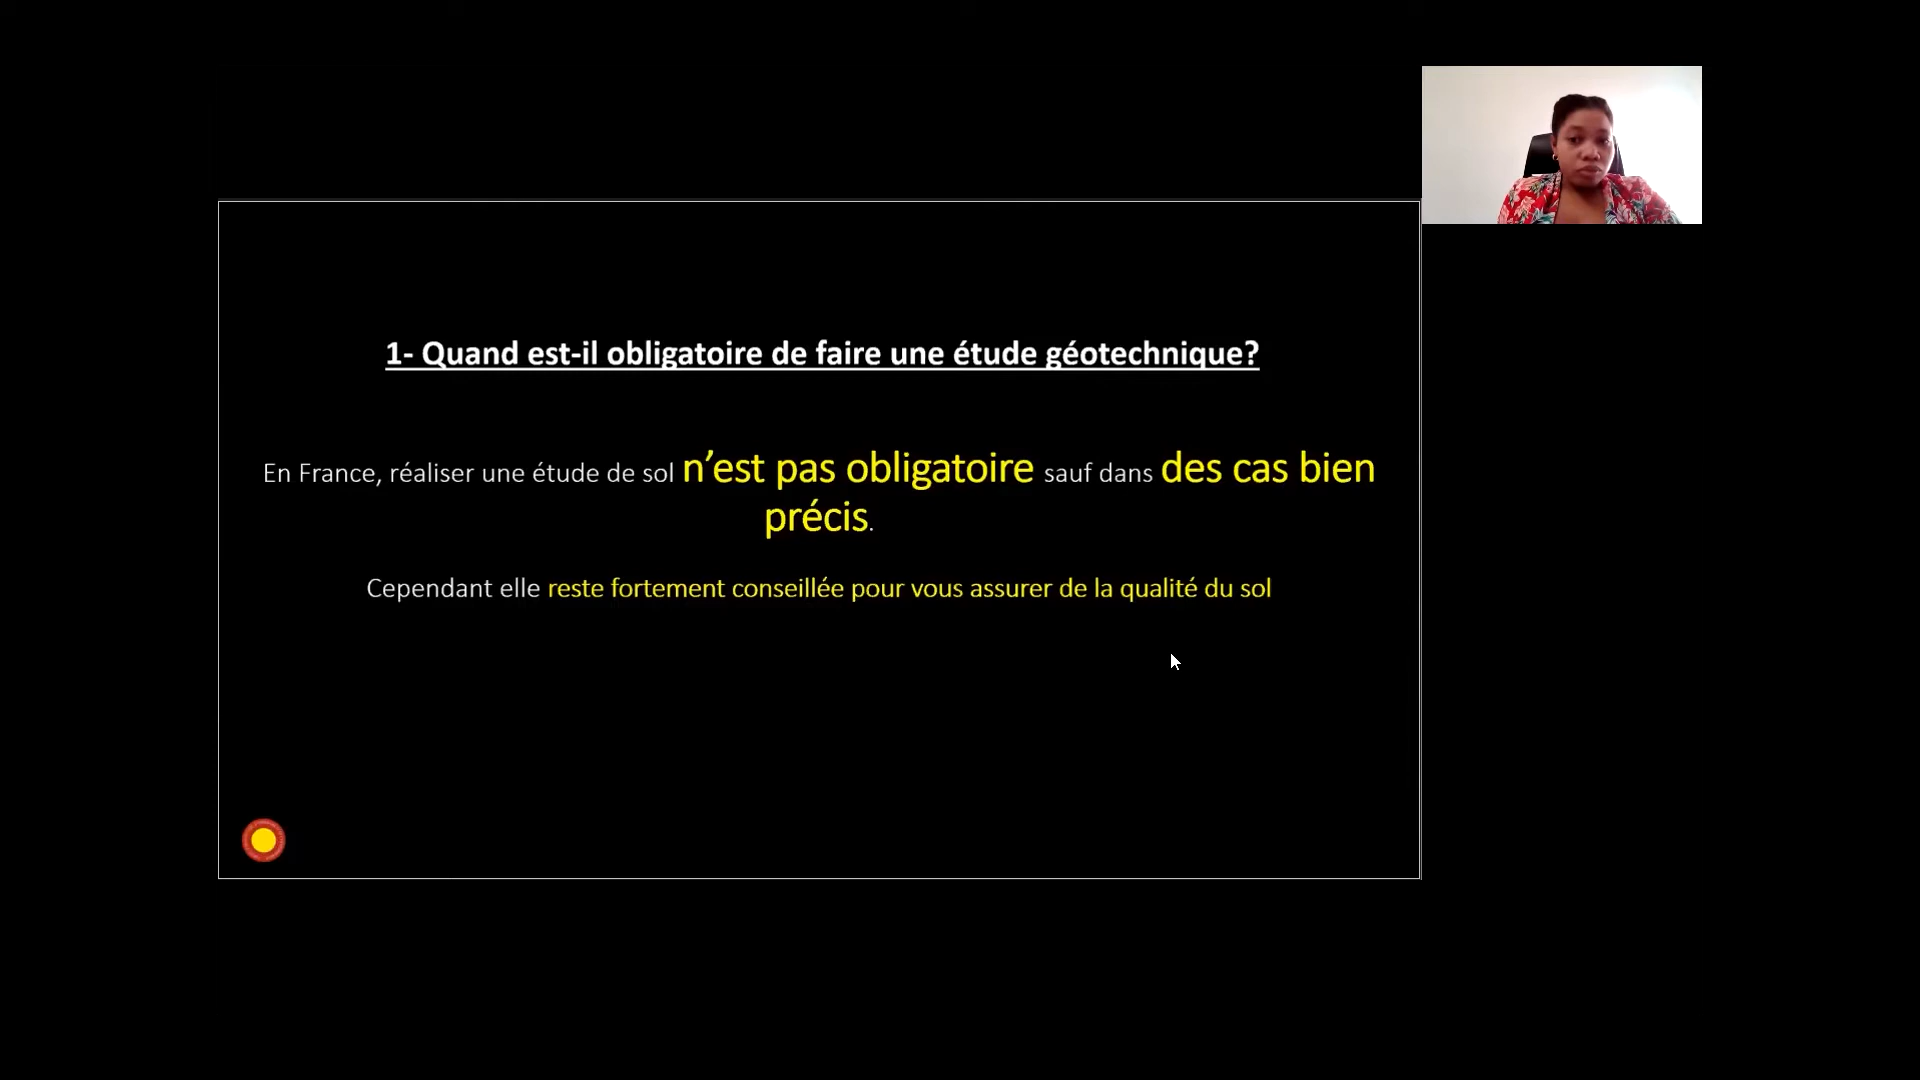 1- Quand est-il obligatoire de faire une étude géotechnique?
En France, réaliser une étude de sol n’est pas obligatoire sauf dans des cas bien
précis.
Cependant elle reste fortement conseillée pour vous assurer de la qualité du sol